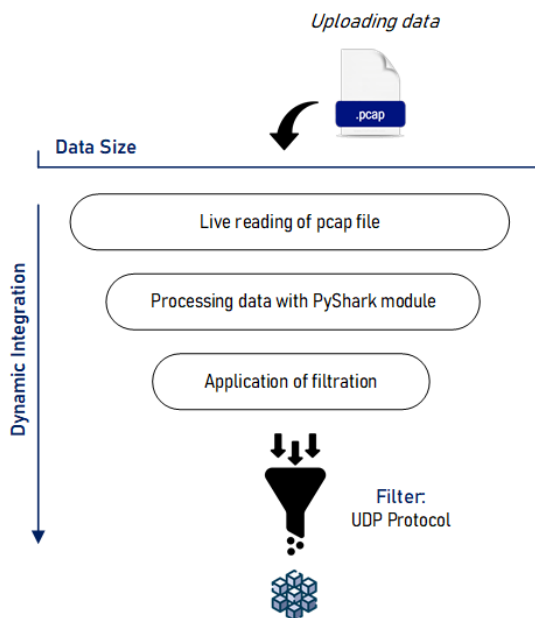 Uploading data
.pcap
Data Size
Live reading of pcap file
Processing data with PyShark module
Application of filtration
Dynamic Integration
Filter:
UDP Protocol